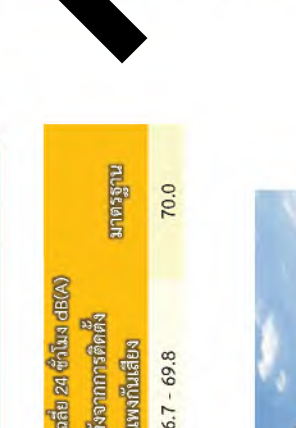 ฉลี่ย 24 ชั่วโมง dB(A)
ังจากการติดตั้ง
แพงกันเสียง
มาตรฐาน
6.7 - 69.8
70.0